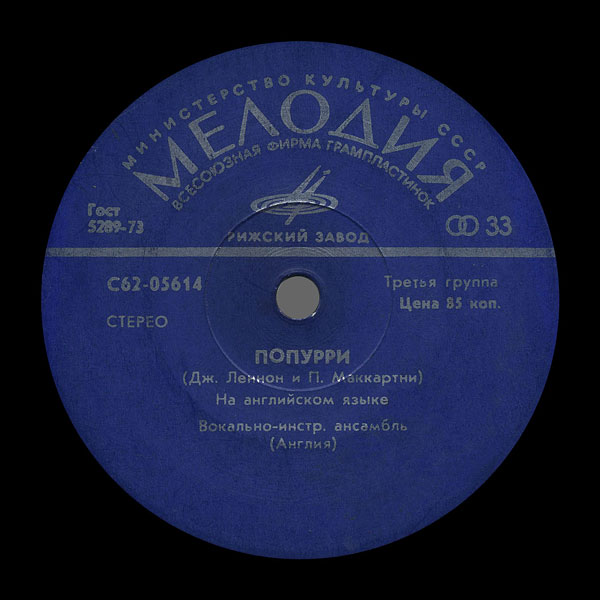 МИНИСТЕРСТВО КУЛЬТУРЫ СССР
МЕЛОДИЯ
ВСЕСОЮЗНАЯ ФИРМА ГРАМПЛАСТИНОК
Гост
5289-73
33
РИЖСКИЙ ЗАВОД
С62-05614
Третья группа
Цена 85 коп.
СТЕРЕО
ПОПУРРИ
(Дж. Леннон и П. Маккартни)
На английском языке
Вокально-инстр. ансамбль
(Англия)